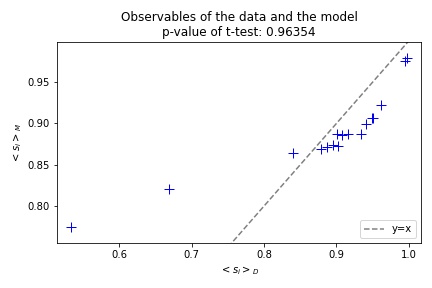 Observables of the data and the model
p-value of t-test: 0.96354
0.95
0.90
0.85
0.80
< s_i >_M
0.6
0.7
0.8
0.9
1.0
< s_i >_D
y=x